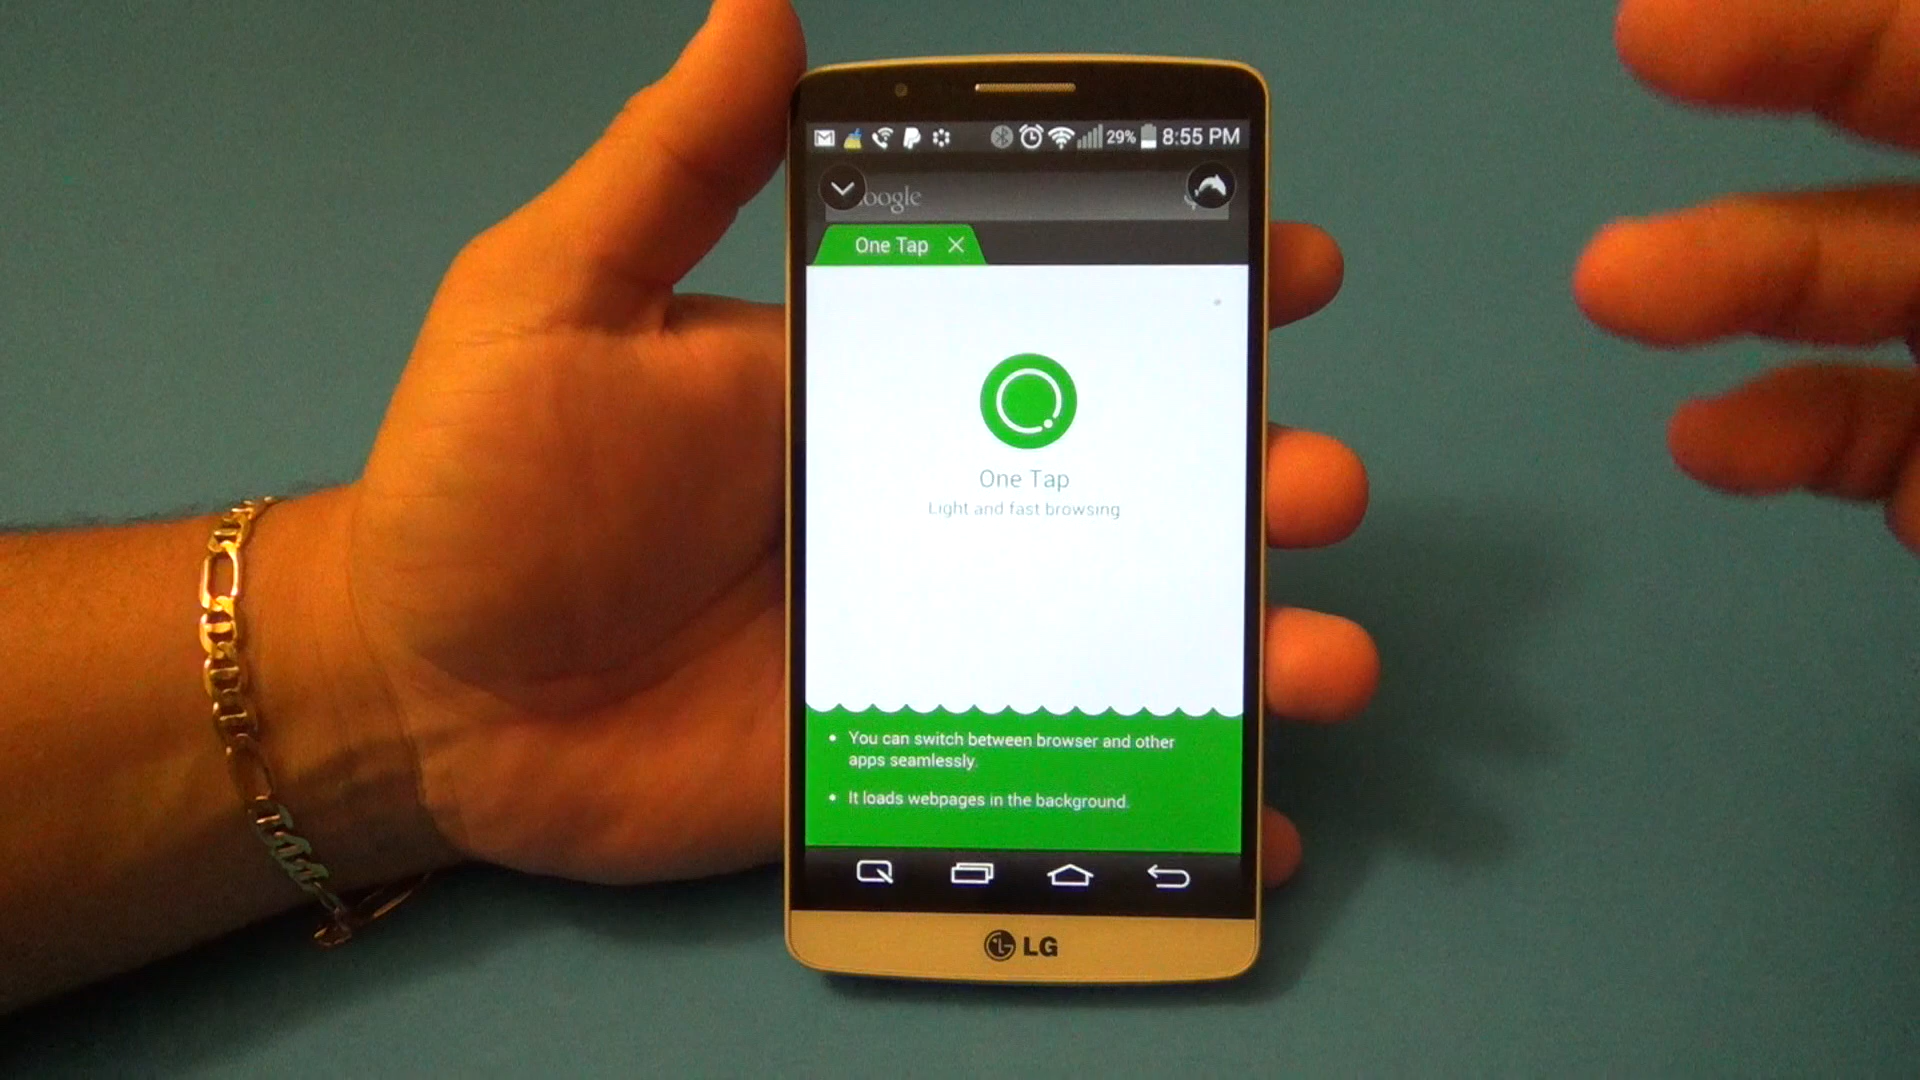 29% 8:55 PM
oogle
One Tap
One Tap
Light and fast browsing
• You can switch between browser and other
apps seamlessly.
• It loads webpages in the background.
LG